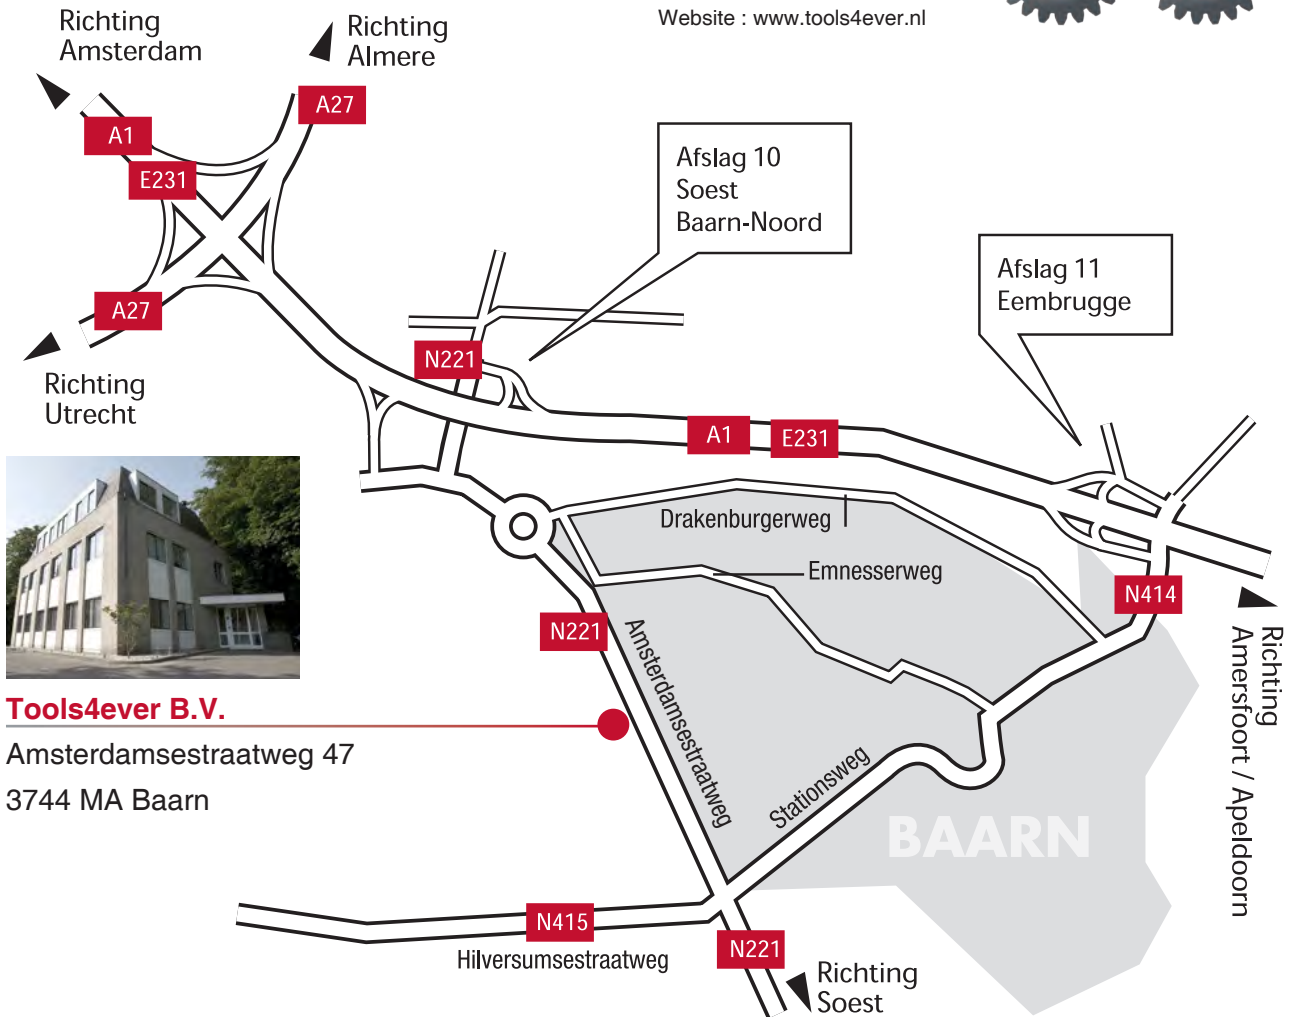 Website : www.tools4ever.nl
Richting
Amsterdam
Richting
Almere
A27
A1
E231
Afslag 10
Soest
Baarn-Noord
Afslag 11
Eembrugge
A27
Richting
Utrecht
N221
A1
E231
Drakenburgerweg
Emnesserweg
N414
N221
Amsterdamsestraatweg
Richting
Amersfoort / Apeldoorn
Tools4ever B.V.
Amsterdamsestraatweg 47
3744 MA Baarn
Stationsweg
BAARN
N415
Hilversumsestraatweg
N221
Richting
Soest